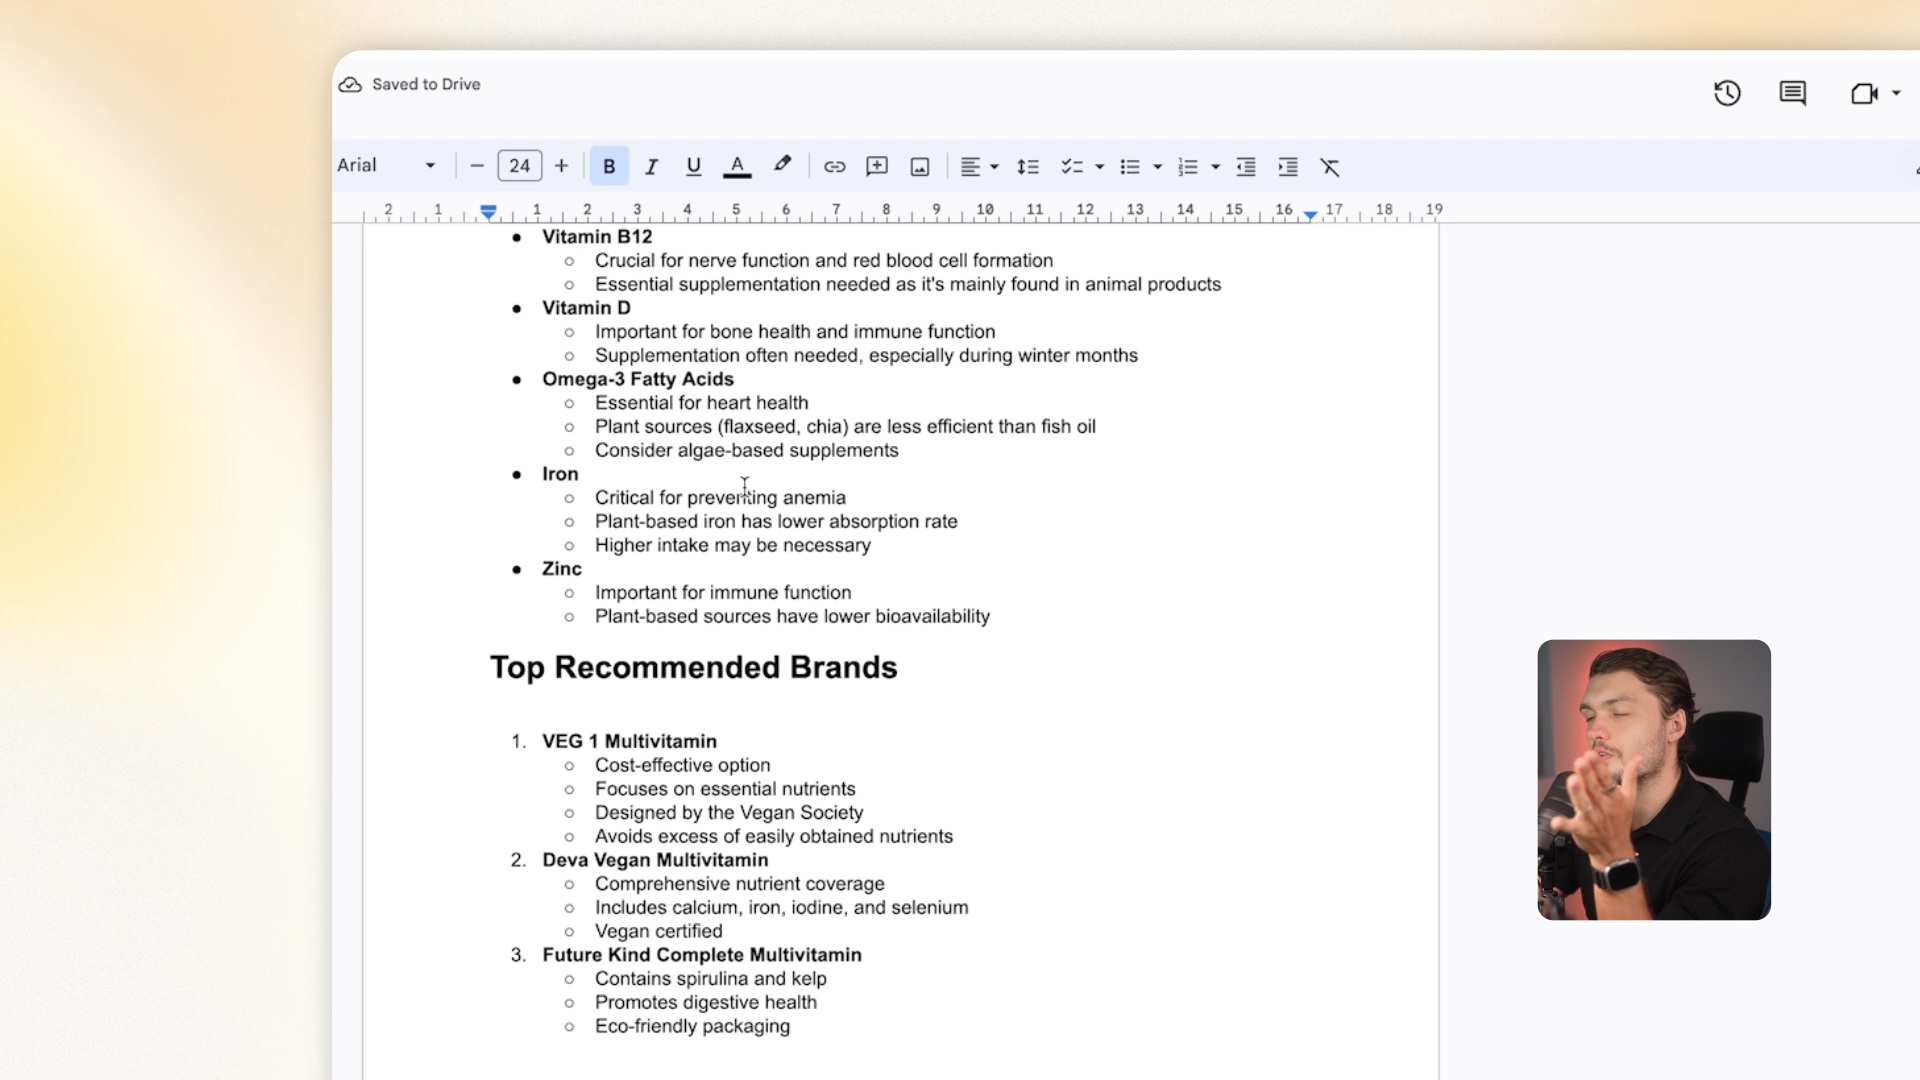 Saved to Drive
Arial 24 B I U A
2 1 1 2 3 4 5 6 7 8 9 10 11 12 13 14 15 16 17 18 19
● Vitamin B12
○ Crucial for nerve function and red blood cell formation
○ Essential supplementation needed as it's mainly found in animal products
● Vitamin D
○ Important for bone health and immune function
○ Supplementation often needed, especially during winter months
● Omega-3 Fatty Acids
○ Essential for heart health
○ Plant sources (flaxseed, chia) are less efficient than fish oil
○ Consider algae-based supplements
● Iron
○ Critical for preventing anemia
○ Plant-based iron has lower absorption rate
○ Higher intake may be necessary
● Zinc
○ Important for immune function
○ Plant-based sources have lower bioavailability
Top Recommended Brands
1. VEG 1 Multivitamin
○ Cost-effective option
○ Focuses on essential nutrients
○ Designed by the Vegan Society
○ Avoids excess of easily obtained nutrients
2. Deva Vegan Multivitamin
○ Comprehensive nutrient coverage
○ Includes calcium, iron, iodine, and selenium
○ Vegan certified
3. Future Kind Complete Multivitamin
○ Contains spirulina and kelp
○ Promotes digestive health
○ Eco-friendly packaging